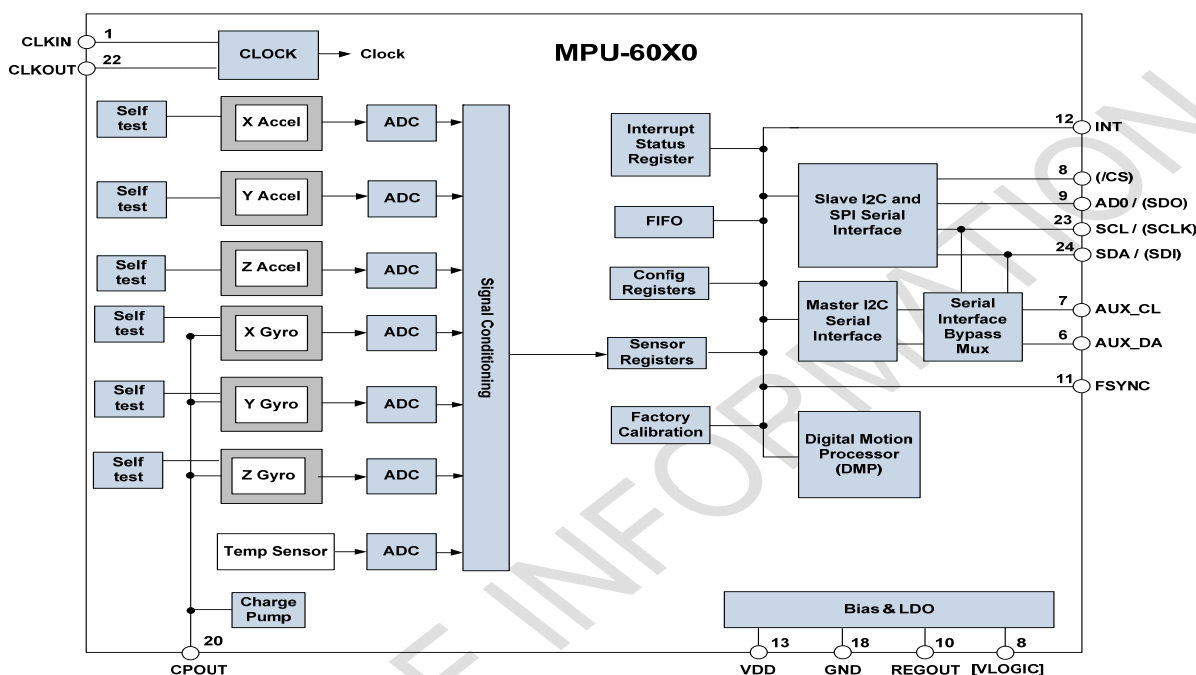 MPU-60X0
CLKIN
1
CLKOUT
22
CLOCK
Clock
Self
test
X Accel
ADC
Self
test
Y Accel
ADC
Self
test
Z Accel
ADC
Self
test
X Gyro
ADC
Self
test
Y Gyro
ADC
Self
test
Z Gyro
ADC
Temp Sensor
ADC
Charge
Pump
20
CPOUT
Signal Conditioning
Interrupt
Status
Register
FIFO
Config
Registers
Sensor
Registers
Factory
Calibration
Slave I2C and
SPI Serial
Interface
Master I2C
Serial
Interface
Serial
Interface
Bypass
Mux
Digital Motion
Processor
(DMP)
12
INT
8
(/CS)
9
AD0 / (SDO)
23
SCL / (SCLK)
24
SDA / (SDI)
7
AUX_CL
6
AUX_DA
11
FSYNC
Bias & LDO
13
VDD
18
GND
10
REGOUT
8
[VLOGIC]
E INFORMATION